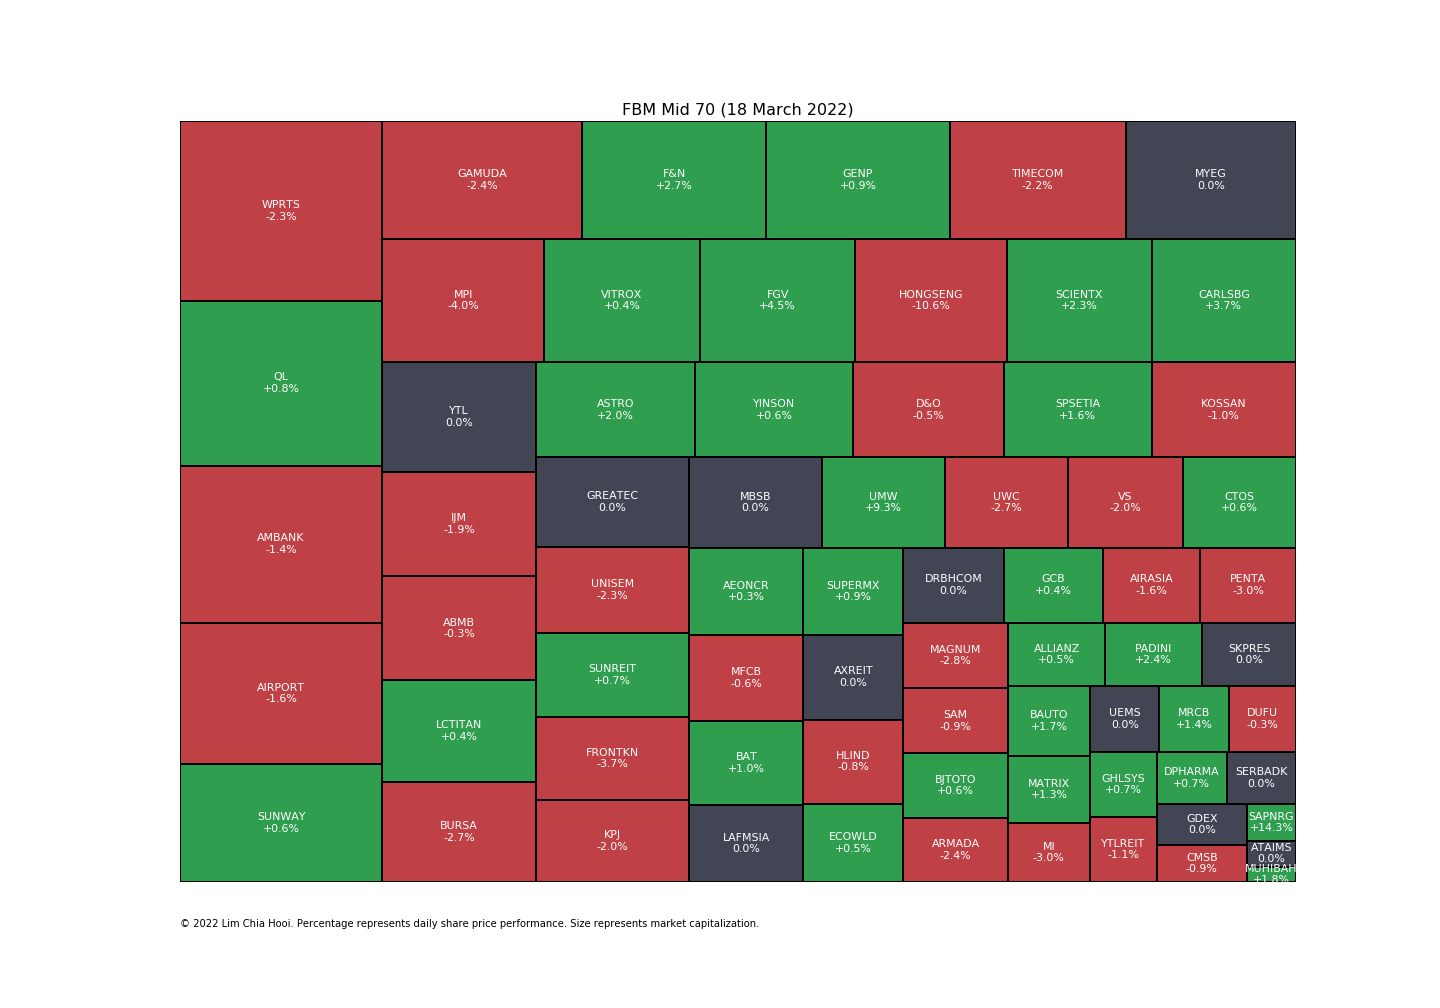 FBM Mid 70 (18 March 2022)
WPRTS
-2.3%
QL
+0.8%
AMBANK
-1.4%
AIRPORT
-1.6%
SUNWAY
+0.6%
GAMUDA
-2.4%
F&N
+2.7%
GENP
+0.9%
TIMECOM
-2.2%
MYEG
0.0%
MPI
-4.0%
VITROX
+0.4%
FGV
+4.5%
HONGSENG
-10.6%
SCIENTX
+2.3%
CARLSBG
+3.7%
YTL
0.0%
IJM
-1.9%
ABMB
-0.3%
LCTITAN
+0.4%
BURSA
-2.7%
ASTRO
+2.0%
YINSON
+0.6%
D&O
-0.5%
SPSETIA
+1.6%
KOSSAN
-1.0%
GREATEC
0.0%
UNISEM
-2.3%
SUNREIT
+0.7%
FRONTKN
-3.7%
KPJ
-2.0%
MBSB
0.0%
UMW
+9.3%
UWC
-2.7%
VS
-2.0%
CTOS
+0.6%
AEONCR
+0.3%
MFCB
-0.6%
BAT
+1.0%
LAFMSIA
0.0%
SUPERMX
+0.9%
AXREIT
0.0%
HLIND
-0.8%
ECOWLD
+0.5%
DRBHCOM
0.0%
GCB
+0.4%
AIRASIA
-1.6%
PENTA
-3.0%
MAGNUM
-2.8%
SAM
-0.9%
BJTOTO
+0.6%
ARMADA
-2.4%
ALLIANZ
+0.5%
PADINI
+2.4%
SKPRES
0.0%
BAUTO
+1.7%
MATRIX
+1.3%
MI
-3.0%
UEMS
0.0%
MRCB
+1.4%
DUFU
-0.3%
GHLSYS
+0.7%
YTLREIT
-1.1%
DPHARMA
+0.7%
SERBADK
0.0%
GDEX
0.0%
CMSB
-0.9%
SAPNRG
+14.3%
ATAIMS
0.0%
MUHIBAH
+1.8%
© 2022 Lim Chia Hooi. Percentage represents daily share price performance. Size represents market capitalization.